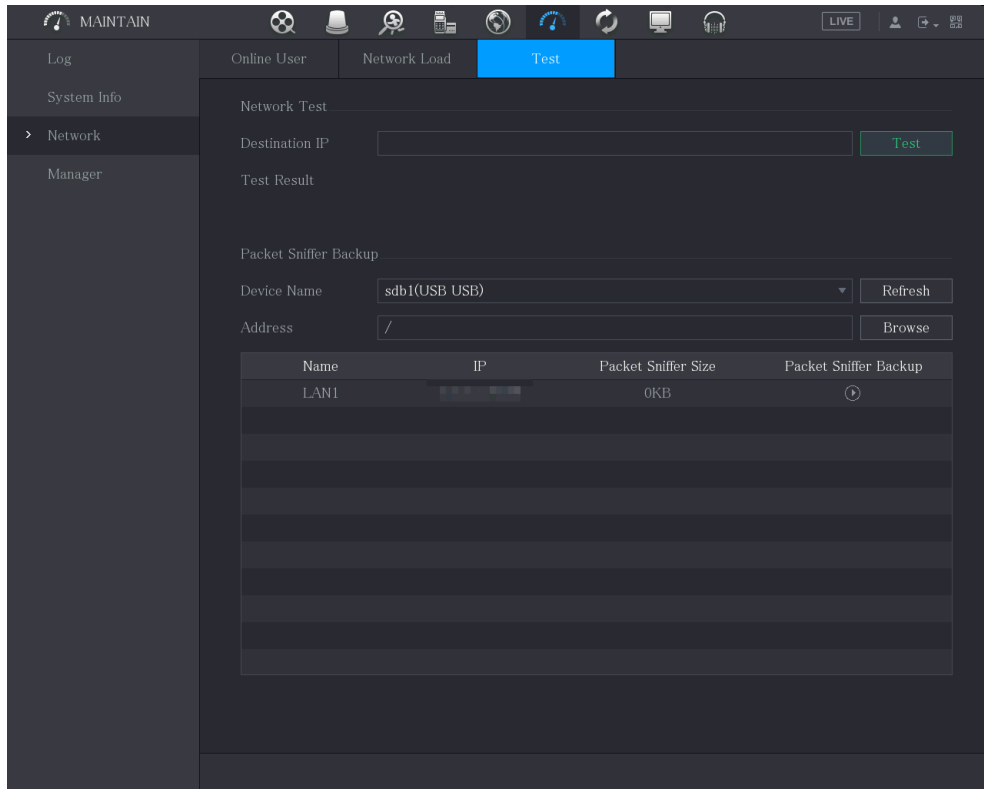 MAINTAIN
LIVE
Log
System Info
Network
Manager
Online User
Network Load
Test
Network Test
Destination IP
Test
Test Result
Packet Sniffer Backup
Device Name
sdb1(USB USB)
Refresh
Address
/
Browse
Name IP Packet Sniffer Size Packet Sniffer Backup
LAN1 0KB